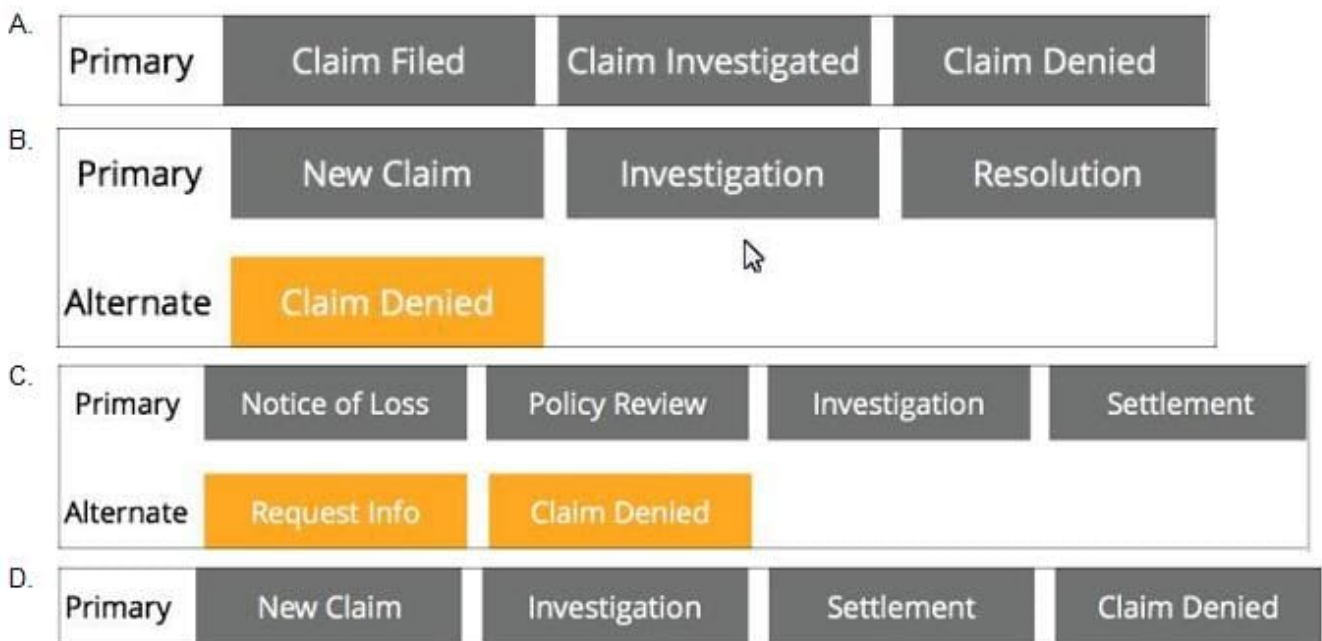 A.
Primary Claim Filed Claim Investigated Claim Denied
B.
Primary New Claim Investigation Resolution
Alternate Claim Denied
C.
Primary Notice of Loss Policy Review Investigation Settlement
Alternate Request Info Claim Denied
D.
Primary New Claim Investigation Settlement Claim Denied